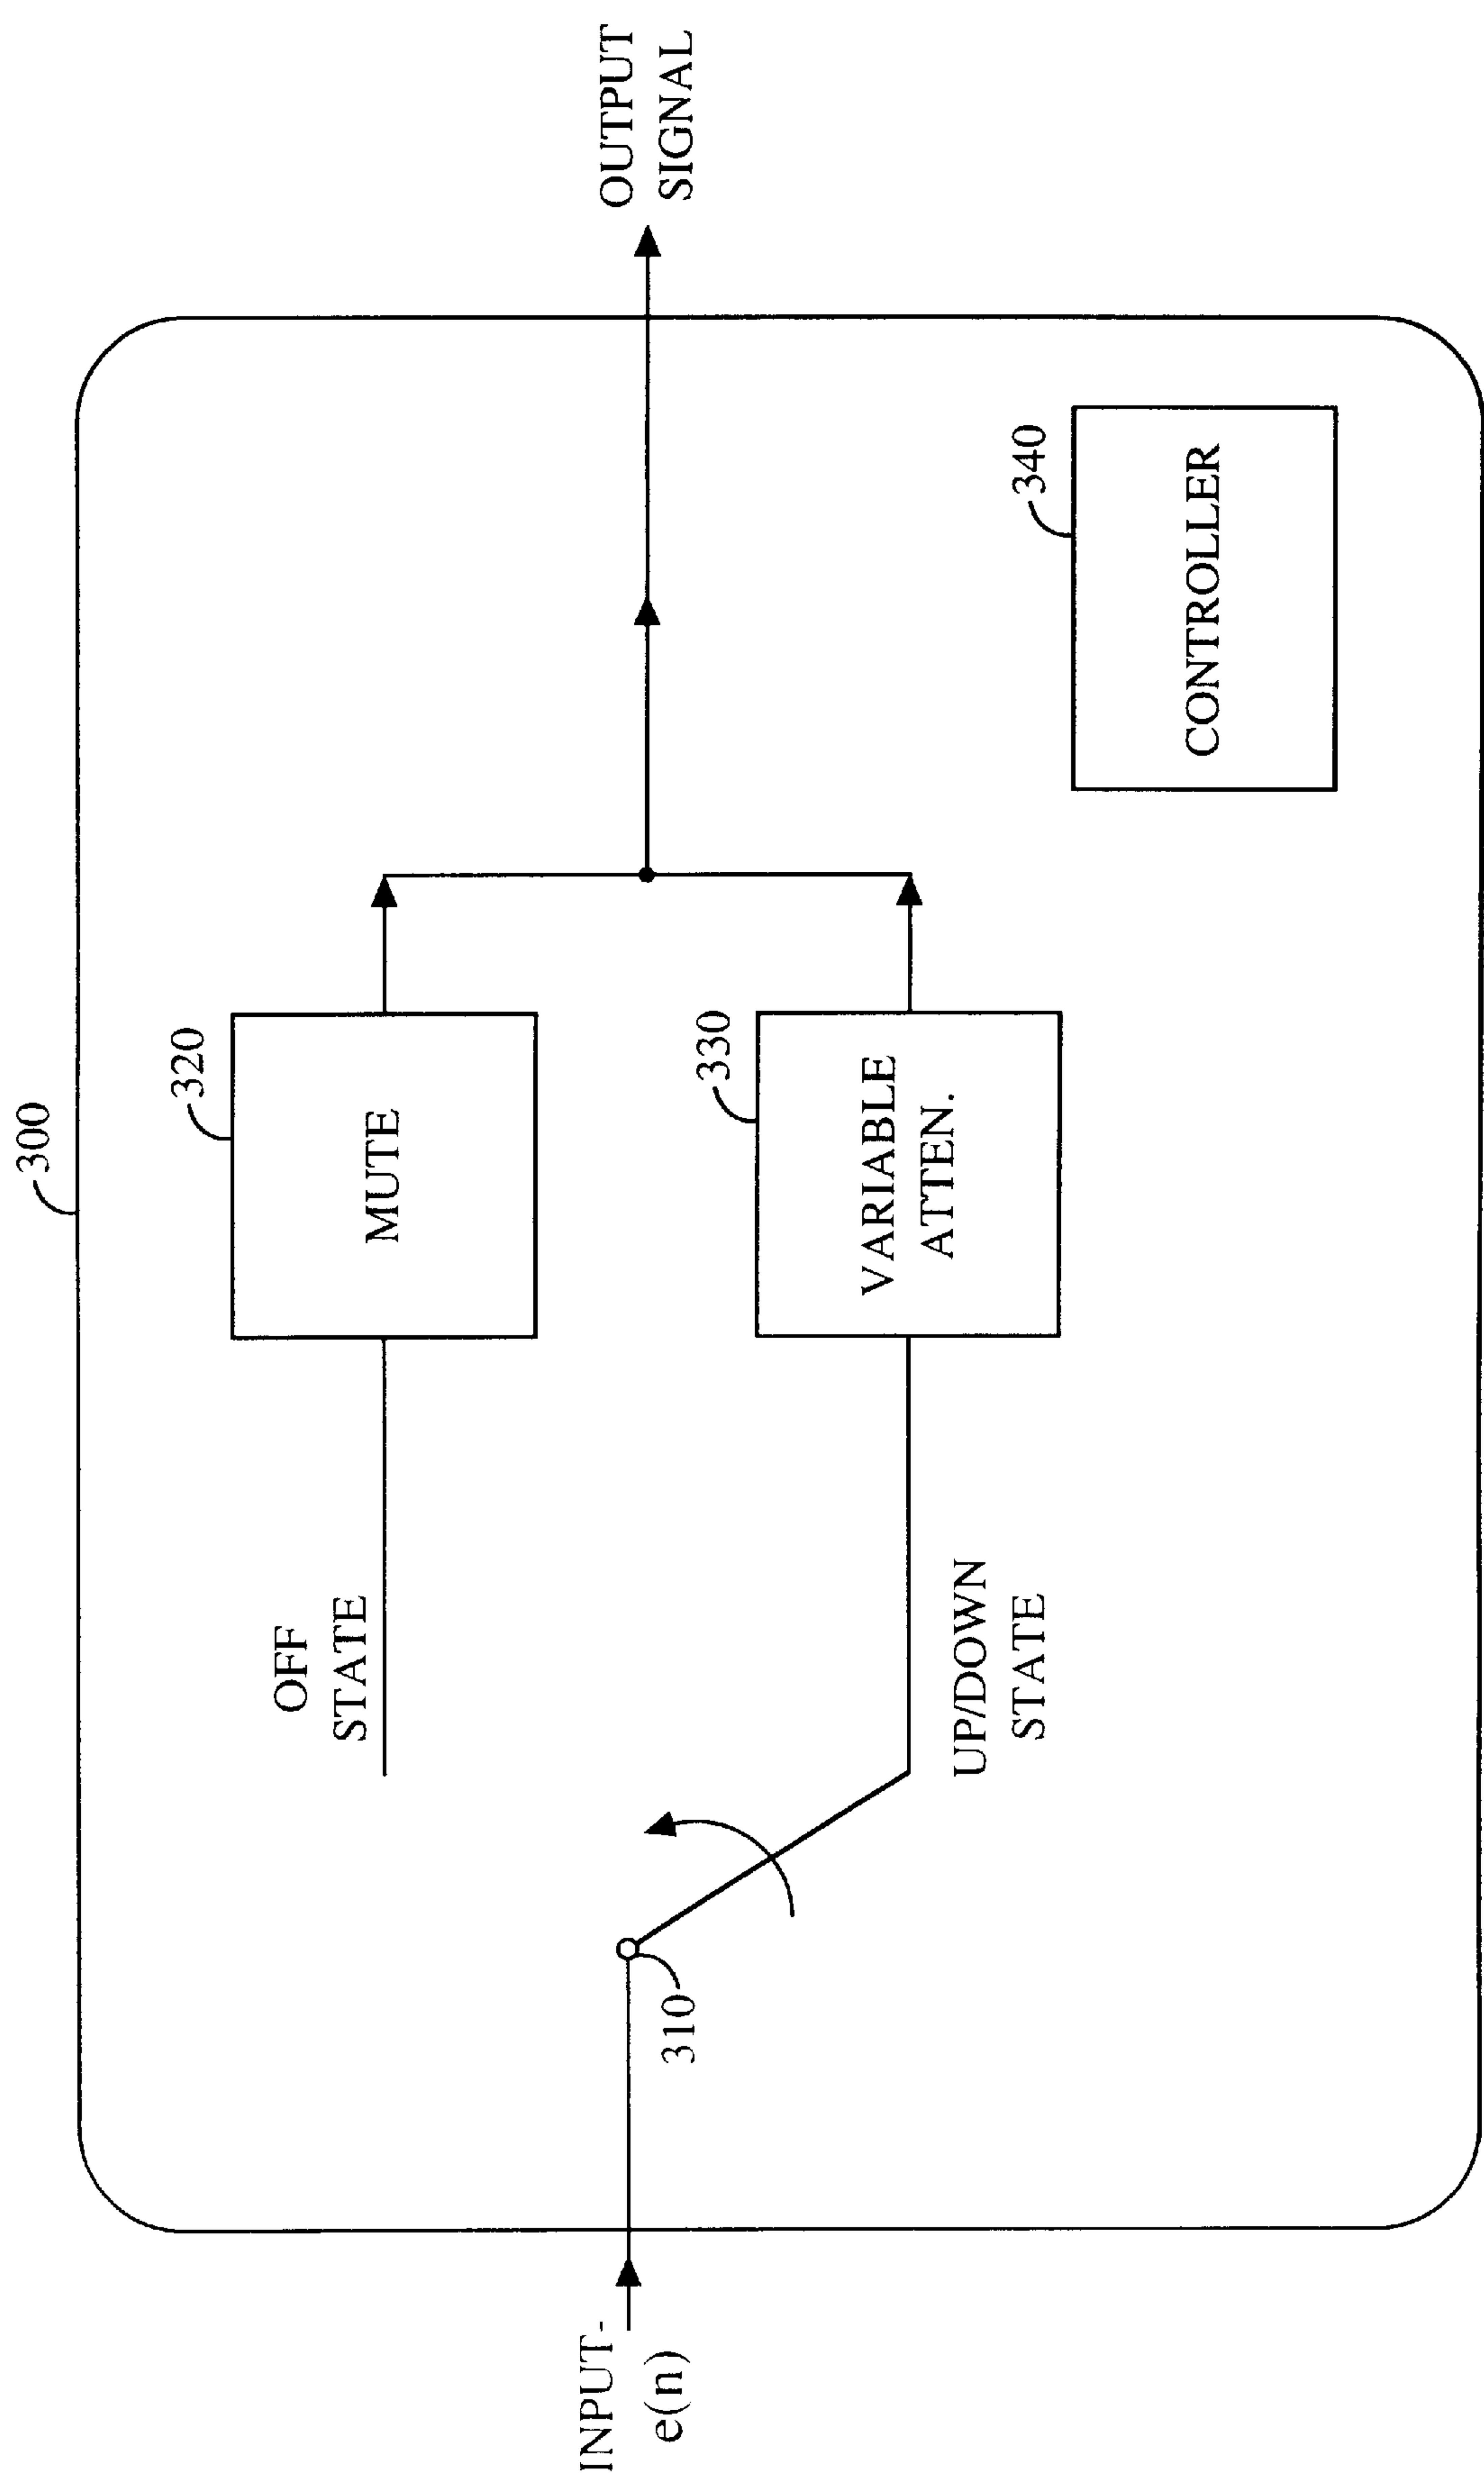 300
OFF
STATE
320
MUTE
INPUT-
e(n)
310
OUTPUT
SIGNAL
UP/DOWN
STATE
330
VARIABLE
ATTEN.
340
CONTROLLER